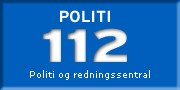 POLITI
112
Politi og redningssentral